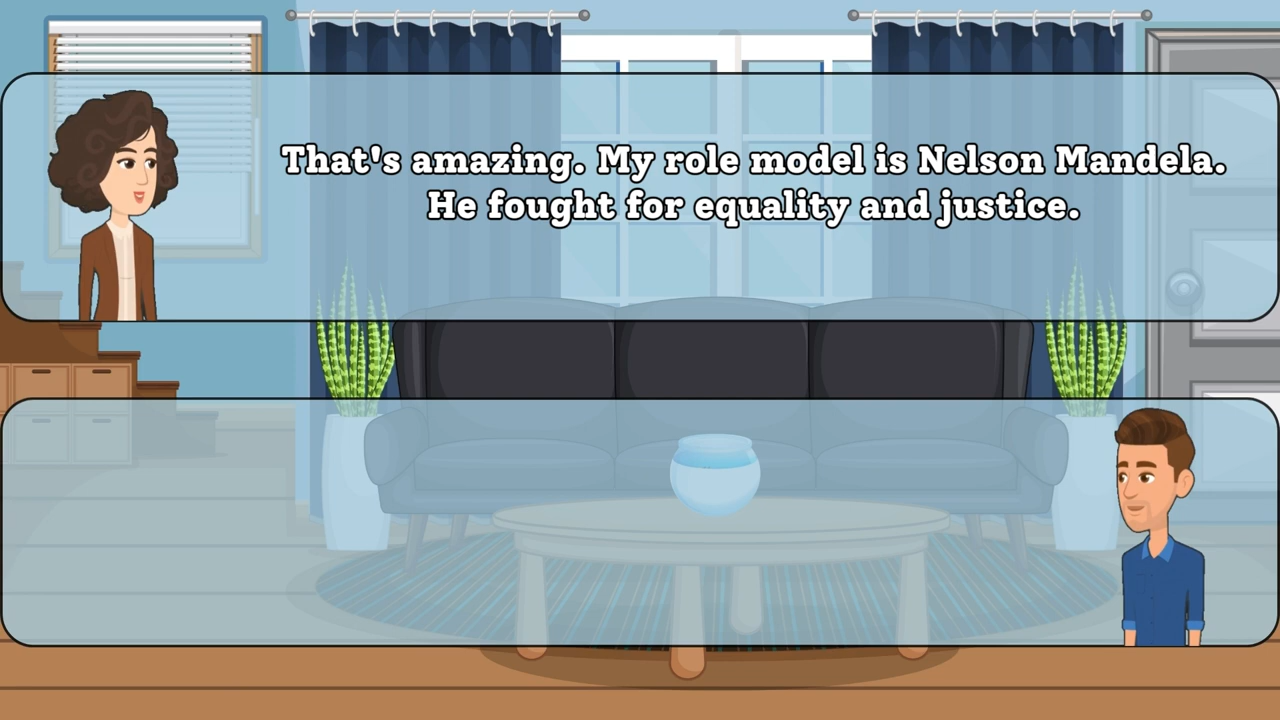 That's amazing. My role model is Nelson Mandela.
He fought for equality and justice.